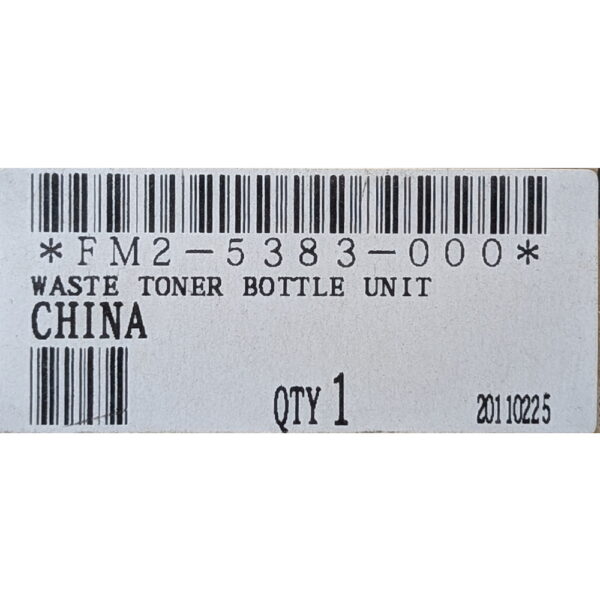 *FM2-5383-000*
WASTE TONER BOTTLE UNIT
CHINA
QTY 1
20110225